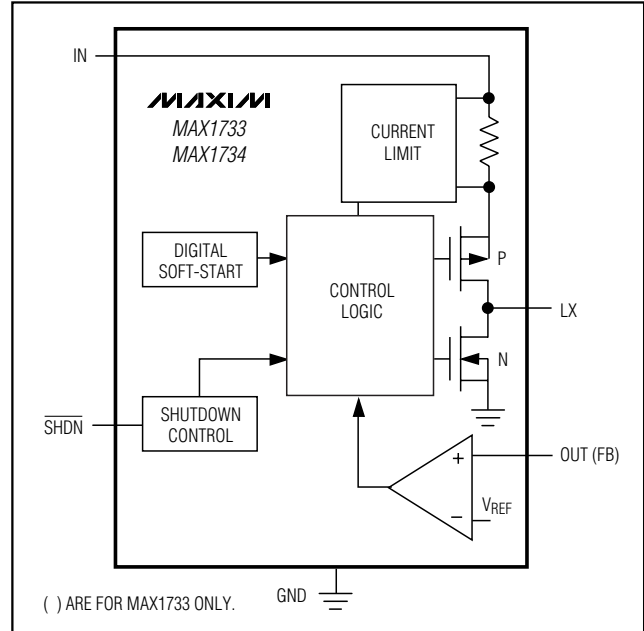 IN
MAXIM
MAX1733
MAX1734
CURRENT
LIMIT
DIGITAL
SOFT-START
CONTROL
LOGIC
P
LX
N
SHDN
SHUTDOWN
CONTROL
+
OUT (FB)
VREF
−
( ) ARE FOR MAX1733 ONLY.
GND